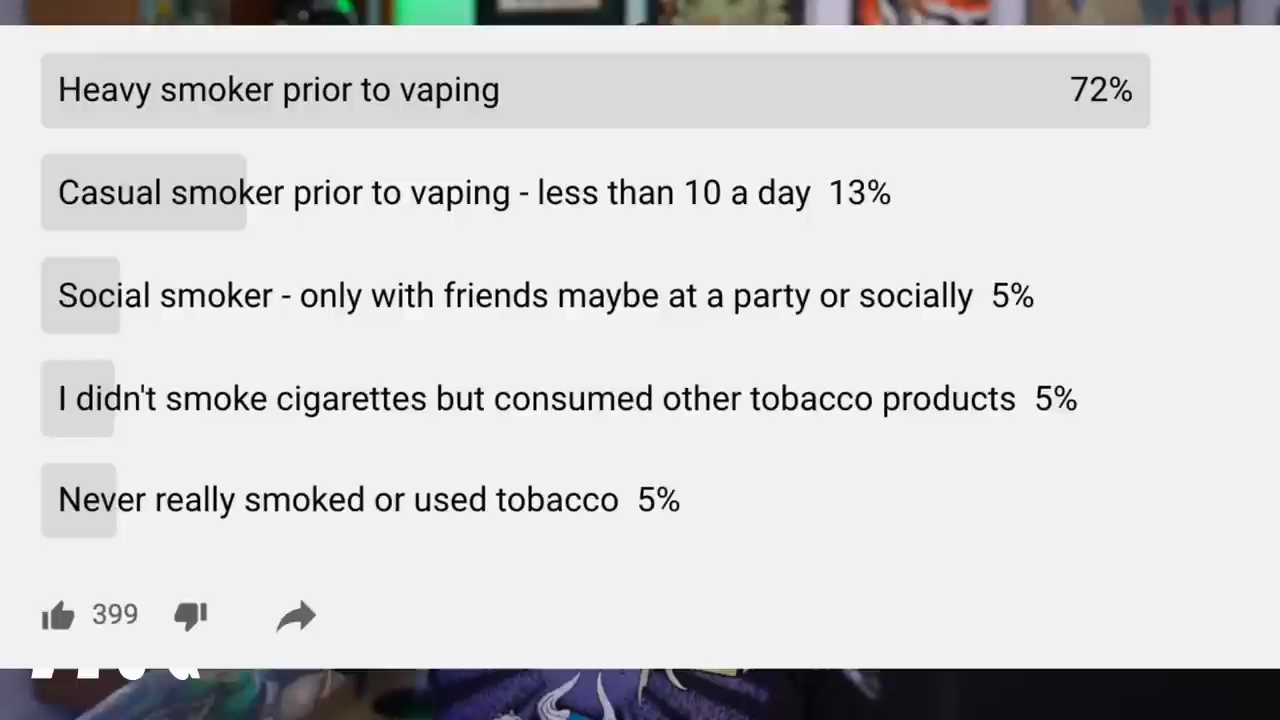 Heavy smoker prior to vaping 72%
Casual smoker prior to vaping - less than 10 a day 13%
Social smoker - only with friends maybe at a party or socially 5%
I didn't smoke cigarettes but consumed other tobacco products 5%
Never really smoked or used tobacco 5%
399